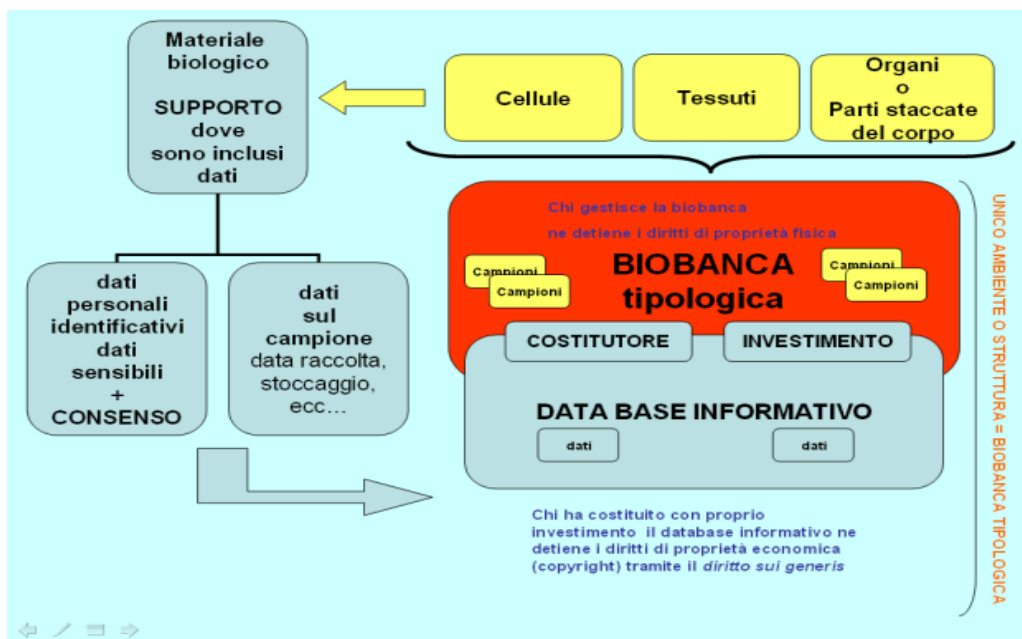 Materiale
biologico
SUPPORTO
dove
sono inclusi
dati
Cellule
Tessuti
Organi
o
Parti staccate
del corpo
dati
personali
identificativi
dati
sensibili
+
CONSENSO
dati
sul
campione
data raccolta,
stoccaggio,
ecc...
Chi gestisce la biobanca
ne detiene i diritti di proprietà fisica
BIOBANCA
tipologica
Campioni
Campioni
Campioni
Campioni
COSTITUTORE
INVESTIMENTO
DATA BASE INFORMATIVO
dati
dati
Chi ha costituito con proprio
investimento il database informativo ne
detiene i diritti di proprietà economica
(copyright) tramite il diritto sui generis
UNICO AMBIENTE O STRUTTURA = BIOBANCA TIPOLOGICA